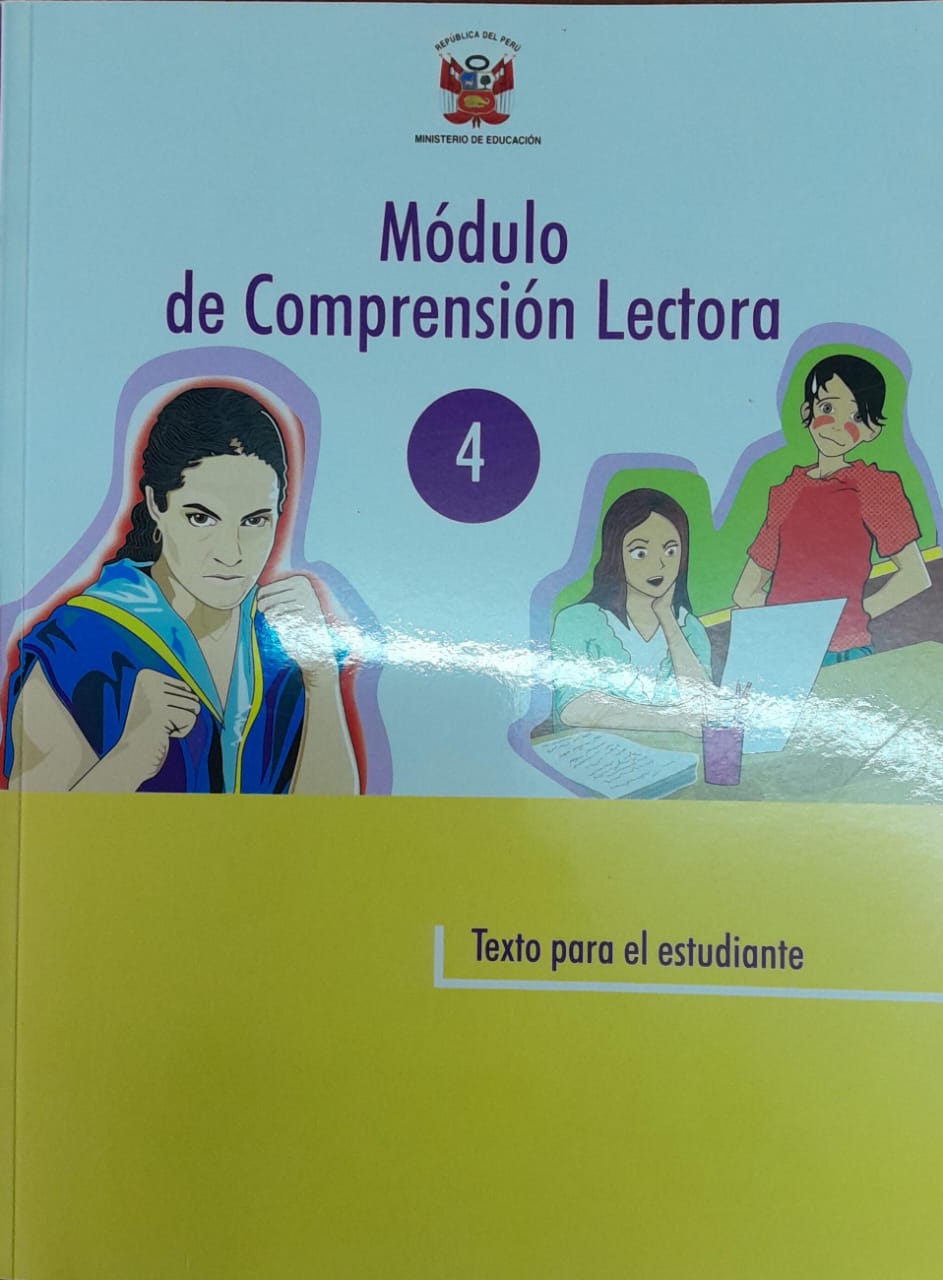 REPÚBLICA DEL PERÚ
MINISTERIO DE EDUCACIÓN
Módulo
de Comprensión Lectora
4
Texto para el estudiante